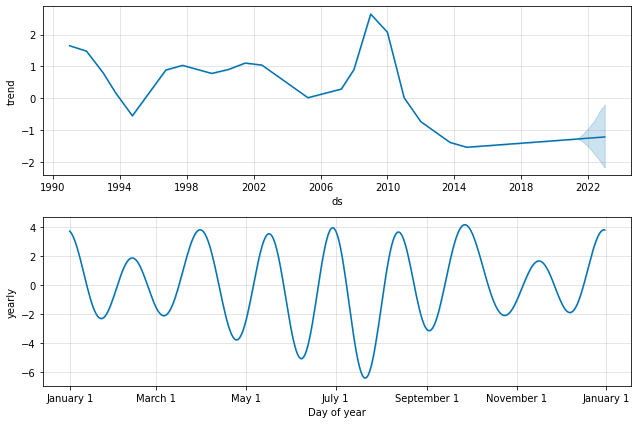 2
1
0
−1
−2
trend
1990 1994 1998 2002 2006 2010 2014 2018 2022
ds
4
2
0
−2
−4
−6
yearly
January 1 March 1 May 1 July 1 September 1 November 1 January 1
Day of year